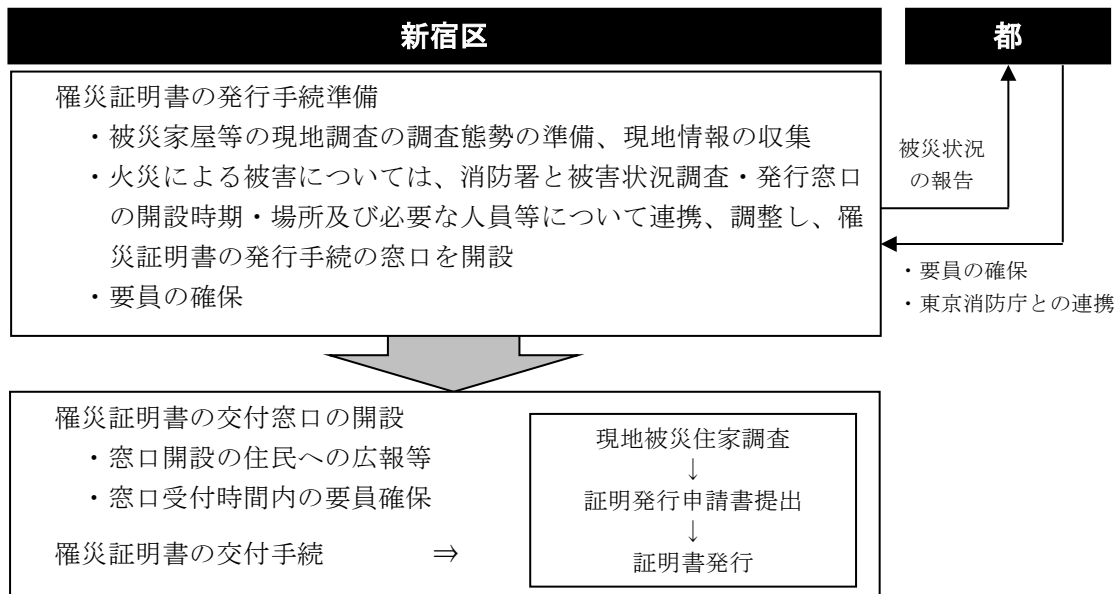 新宿区
都
罹災証明書の発行手続準備
・被災家屋等の現地調査の調査態勢の準備、現地情報の収集
・火災による被害については、消防署と被害状況調査・発行窓口
の開設時期・場所及び必要な人員等について連携、調整し、罹
災証明書の発行手続の窓口を開設
・要員の確保
被災状況
の報告
・要員の確保
・東京消防庁との連携
罹災証明書の交付窓口の開設
・窓口開設の住民への広報等
・窓口受付時間内の要員確保
罹災証明書の交付手続 ⇒
現地被災住家調査
↓
証明発行申請書提出
↓
証明書発行